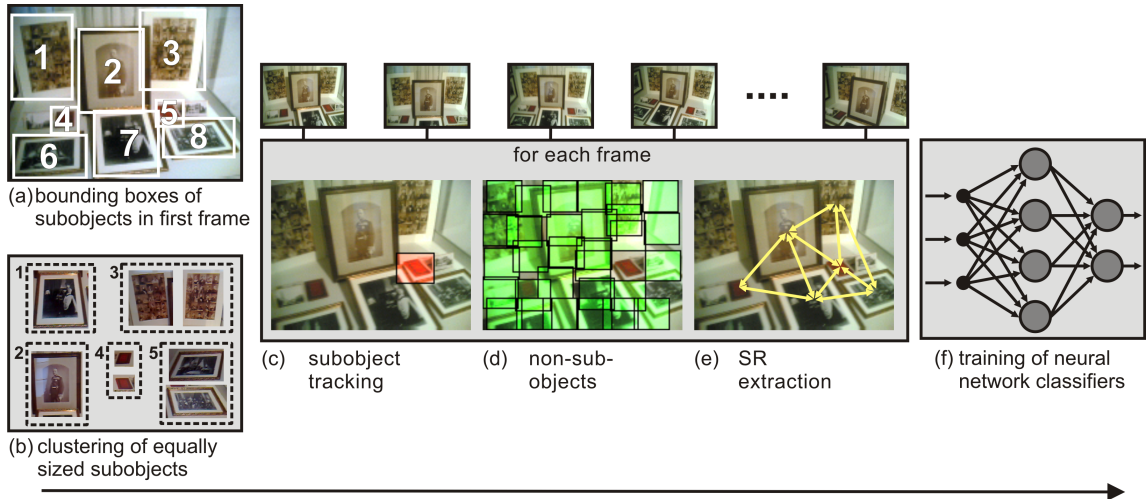 1
2
3
4
5
6
7
8
(a) bounding boxes of
subobjects in first frame
1
3
2
4
5
(b) clustering of equally
sized subobjects
....
for each frame
(c) subobject
tracking
(d) non-sub-
objects
(e) SR
extraction
(f) training of neural
network classifiers